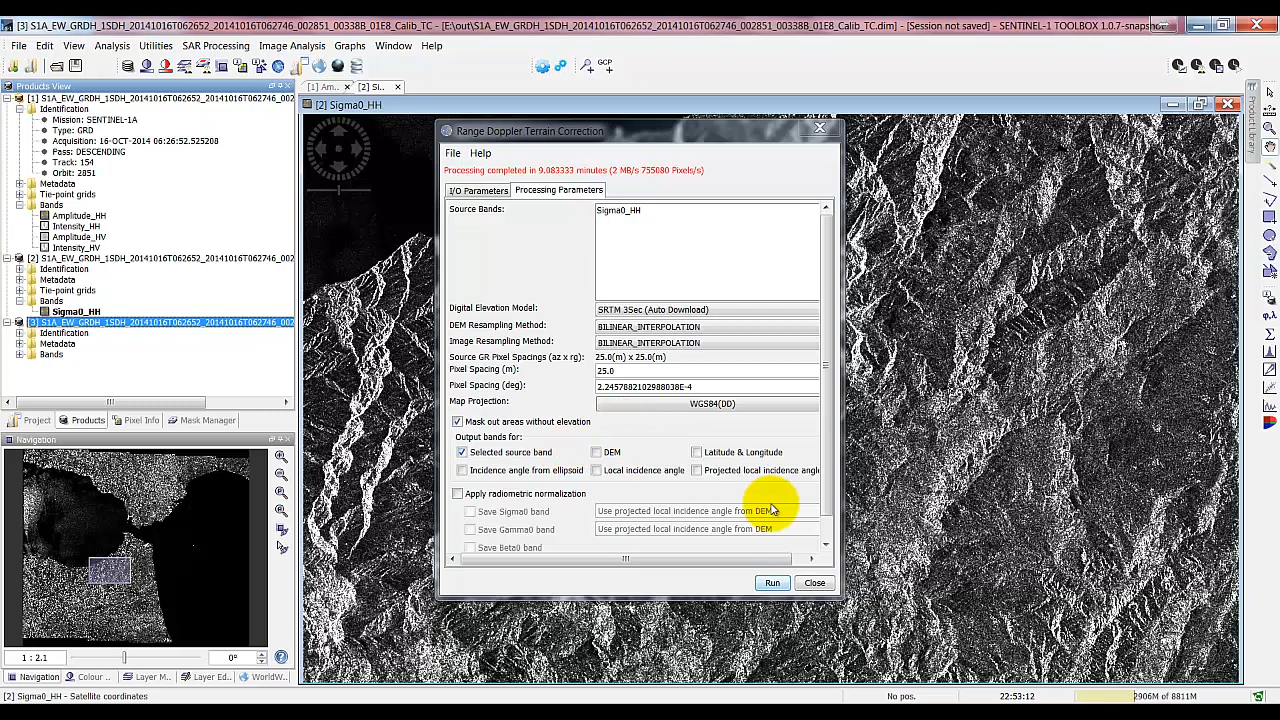 [3] S1A_EW_GRDH_1SDH_20141016T062652_20141016T062746_002851_00338B_01E8_Calib_TC - [E:\out\S1A_EW_GRDH_1SDH_20141016T062652_20141016T062746_002851_00338B_01E8_Calib_TC.dim] - [Session not saved] - SENTINEL-1 TOOLBOX 1.0.7-snapshot
File Edit View Analysis Utilities SAR Processing Image Analysis Graphs Window Help
GCP
Products View
[1] Am... [2] Si...
[1] S1A_EW_GRDH_1SDH_20141016T062652_20141016T062746_002
Identification
Mission: SENTINEL-1A
Type: GRD
Acquisition: 16-OCT-2014 06:26:52.525208
Pass: DESCENDING
Track: 154
Orbit: 2851
Metadata
Tie-point grids
Bands
Amplitude_HH
Intensity_HH
Amplitude_HV
Intensity_HV
[2] S1A_EW_GRDH_1SDH_20141016T062652_20141016T062746_002
Identification
Metadata
Tie-point grids
Bands
Sigma0_HH
[3] S1A_EW_GRDH_1SDH_20141016T062652_20141016T062746_002
Identification
Metadata
Bands
Project Products Pixel Info Mask Manager
Navigation
1 : 2.1
0°
Navigation Colour ... Layer M... Layer Ed... WorldW...
[2] Sigma0_HH
Range Doppler Terrain Correction
File Help
Processing completed in 9.083333 minutes (2 MB/s 755080 Pixels/s)
I/O Parameters Processing Parameters
Source Bands: Sigma0_HH
Digital Elevation Model: SRTM 3Sec (Auto Download)
DEM Resampling Method: BILINEAR_INTERPOLATION
Image Resampling Method: BILINEAR_INTERPOLATION
Source GR Pixel Spacings (az x rg): 25.0(m) x 25.0(m)
Pixel Spacing (m): 25.0
Pixel Spacing (deg): 2.2457882102988038E-4
Map Projection: WGS84(DD)
Mask out areas without elevation
Output bands for:
Selected source band DEM Latitude & Longitude
Incidence angle from ellipsoid Local incidence angle Projected local incidence angle
Apply radiometric normalization
Save Sigma0 band Use projected local incidence angle from DEM
Save Gamma0 band Use projected local incidence angle from DEM
Save Beta0 band
Run Close
Product Library
[2] Sigma0_HH - Satellite coordinates No pos. 22:53:12 2906M of 8811M